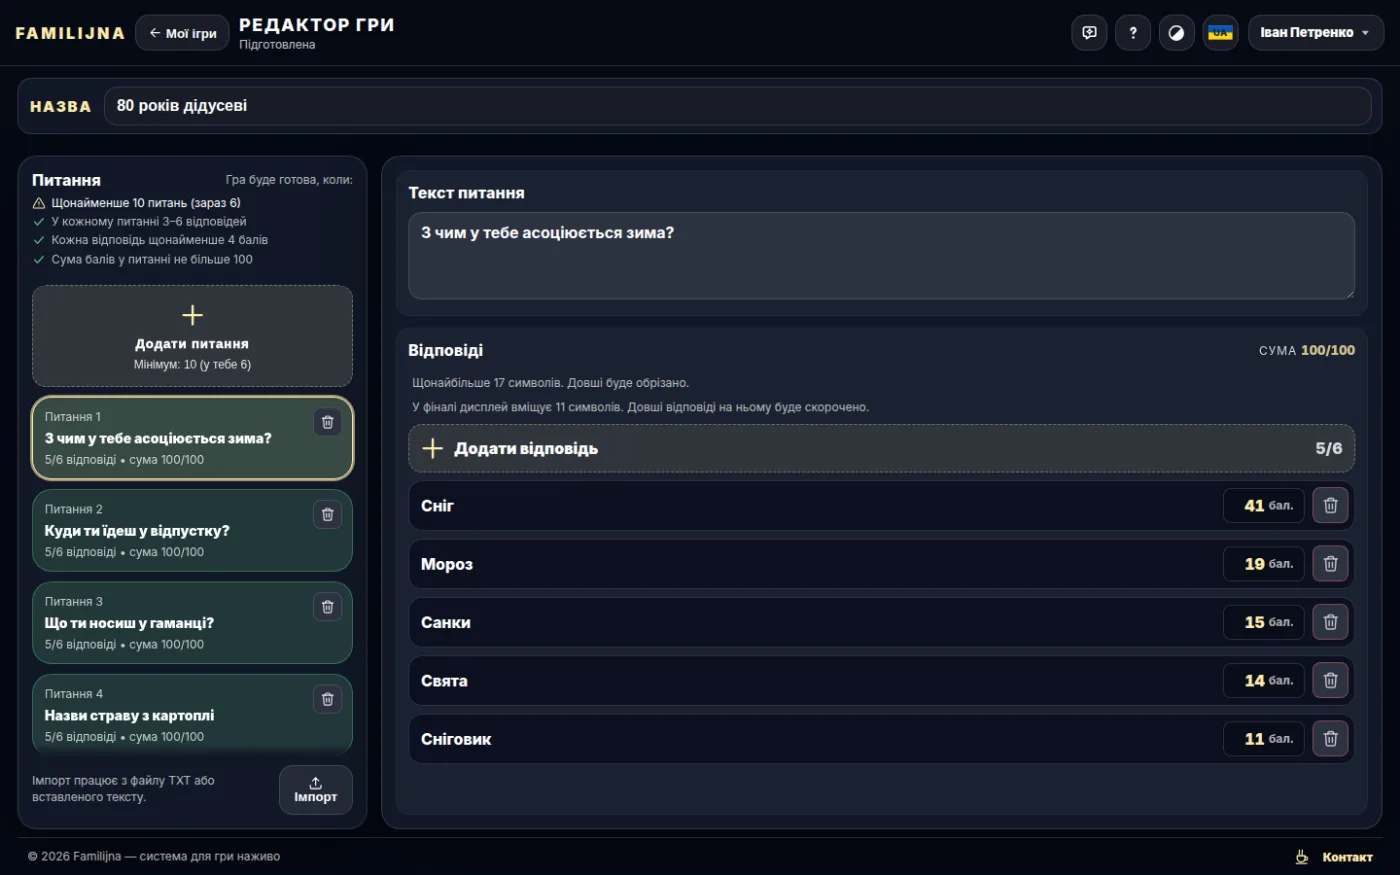 FAMILIJNA
← Мої ігри
РЕДАКТОР ГРИ
Підготовлена
?
UA
Іван Петренко
НАЗВА
80 років дідусеві
Питання
Гра буде готова, коли:
Щонайменше 10 питань (зараз 6)
У кожному питанні 3–6 відповідей
Кожна відповідь щонайменше 4 балів
Сума балів у питанні не більше 100
Додати питання
Мінімум: 10 (у тебе 6)
Питання 1
З чим у тебе асоціюється зима?
5/6 відповіді • сума 100/100
Питання 2
Куди ти їдеш у відпустку?
5/6 відповіді • сума 100/100
Питання 3
Що ти носиш у гаманці?
5/6 відповіді • сума 100/100
Питання 4
Назви страву з картоплі
5/6 відповіді • сума 100/100
Імпорт працює з файлу TXT або
вставленого тексту.
Імпорт
Текст питання
З чим у тебе асоціюється зима?
Відповіді
СУМА 100/100
Щонайбільше 17 символів. Довші буде обрізано.
У фіналі дисплей вміщує 11 символів. Довші відповіді на ньому буде скорочено.
Додати відповідь
5/6
Сніг
41 бал.
Мороз
19 бал.
Санки
15 бал.
Свята
14 бал.
Сніговик
11 бал.
© 2026 Familijna — система для гри наживо
Контакт